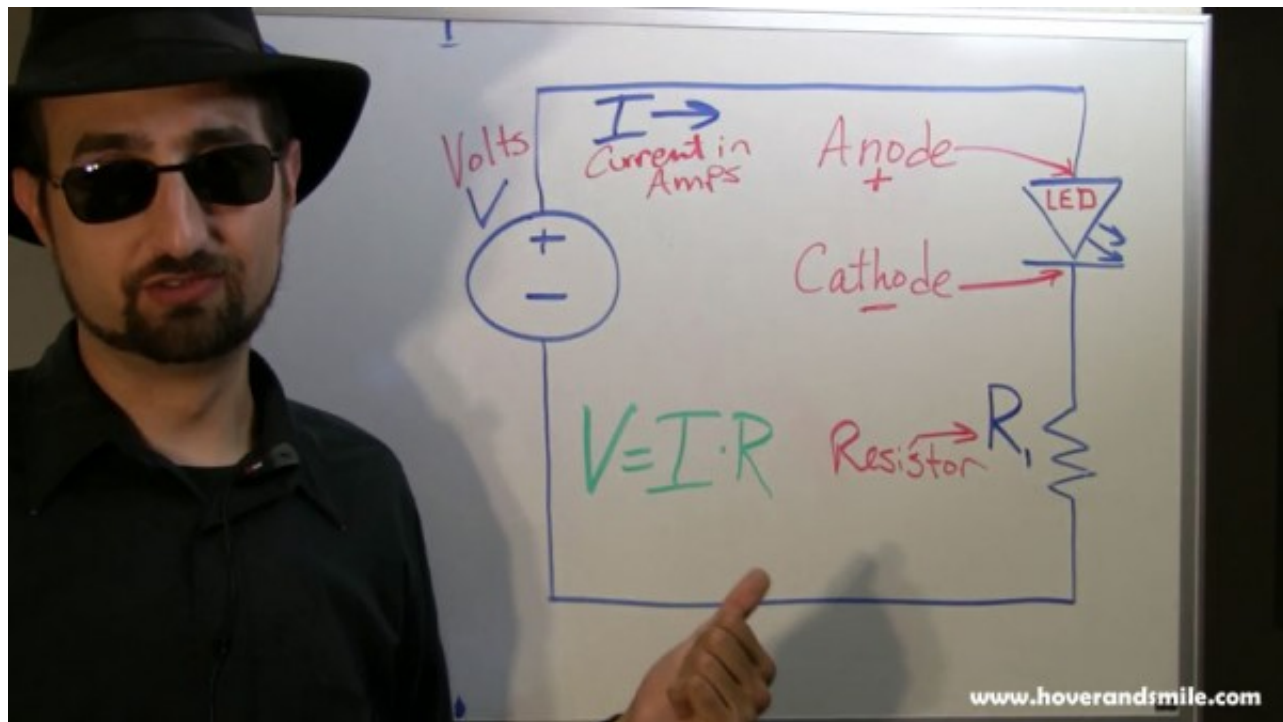 Volts
V
+
−
I →
Current in
Amps
Anode
+
LED
Cathode
−
V=I·R
Resistor
R₁
www.hoverandsmile.com